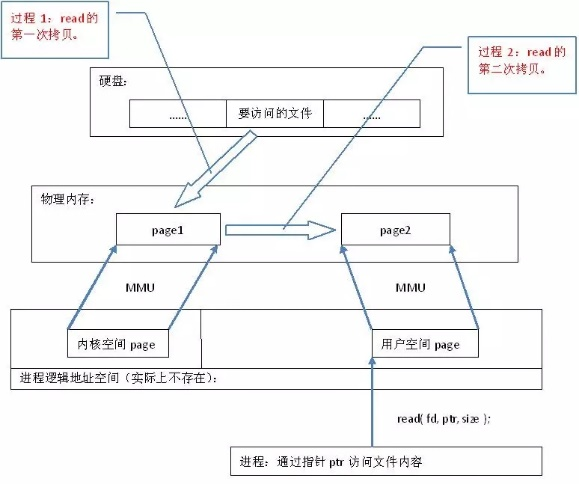 过程 1：read的
第一次拷贝。
过程 2：read的
第二次拷贝。
硬盘：
……
要访问的文件
……
物理内存：
page1
page2
MMU
MMU
内核空间 page
用户空间 page
进程逻辑地址空间（实际上不存在）：
read( fd, ptr, size );
进程：通过指针 ptr 访问文件内容